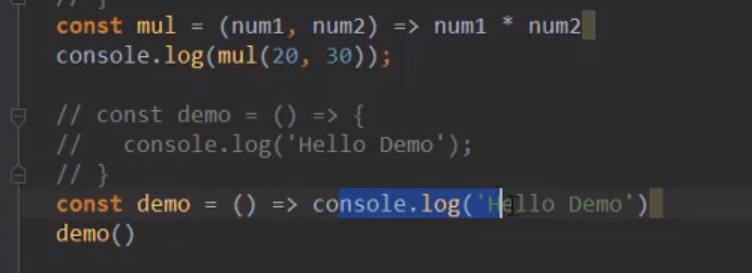 // }
const mul = (num1, num2) => num1 * num2
console.log(mul(20, 30));
// const demo = () => {
//   console.log('Hello Demo');
// }
const demo = () => console.log('Hello Demo')
demo()